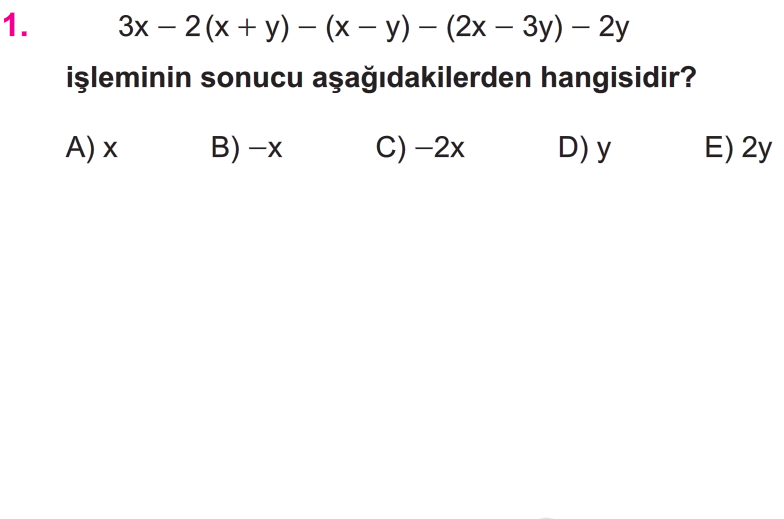 1. 3x – 2(x + y) – (x – y) – (2x – 3y) – 2y
işleminin sonucu aşağıdakilerden hangisidir?
A) x B) –x C) –2x D) y E) 2y